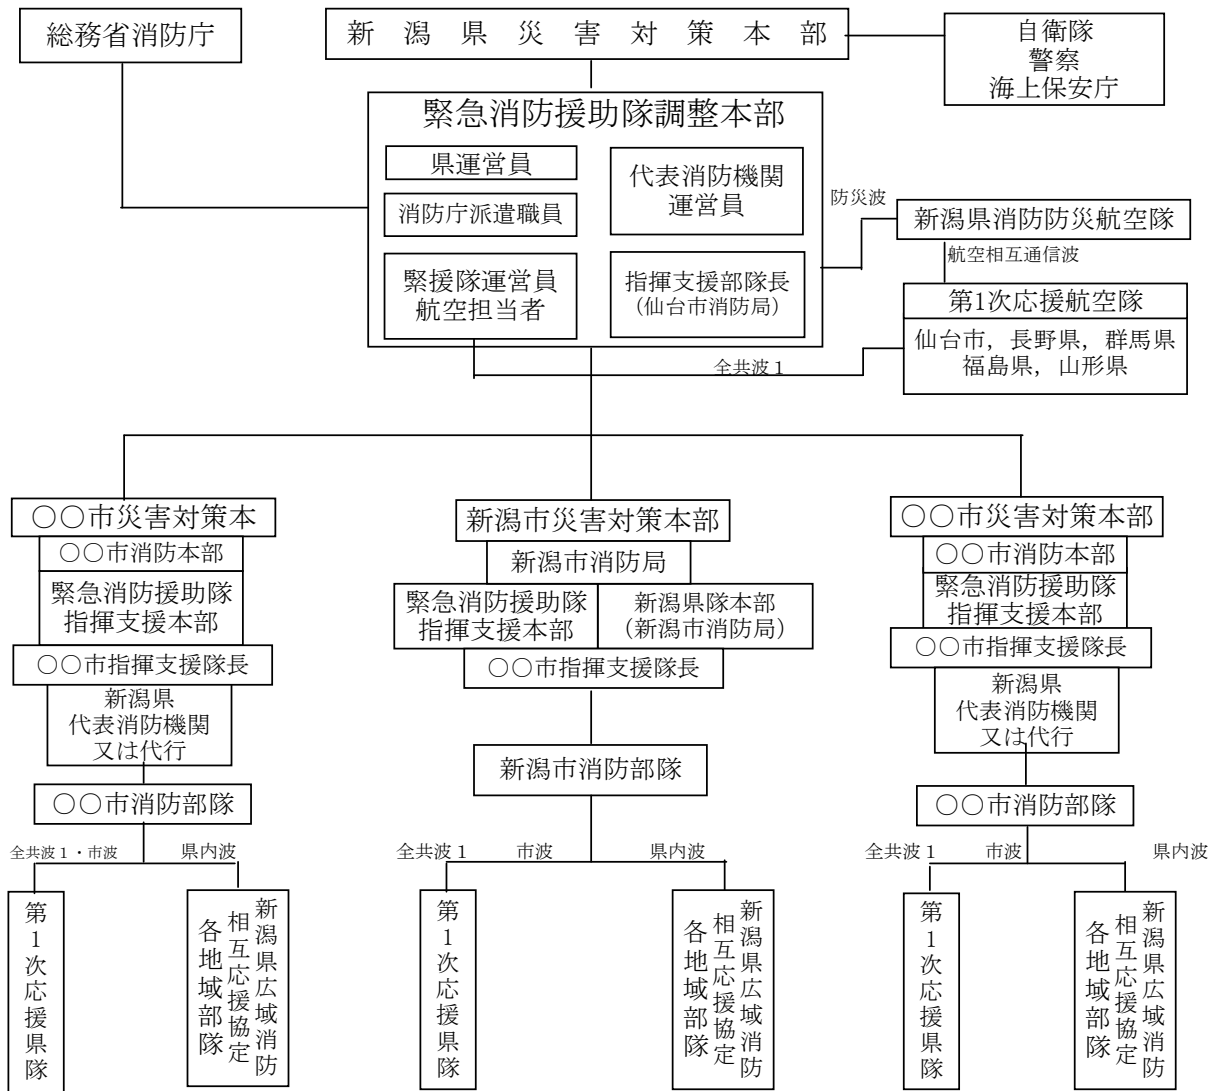 総務省消防庁
新潟県災害対策本部
自衛隊
警察
海上保安庁
緊急消防援助隊調整本部
県運営員
消防庁派遣職員
代表消防機関
運営員
緊援隊運営員
航空担当者
指揮支援部隊長
（仙台市消防局）
防災波
新潟県消防防災航空隊
航空相互通信波
第1次応援航空隊
仙台市，長野県，群馬県
福島県，山形県
全共波１
〇〇市災害対策本
〇〇市消防本部
緊急消防援助隊
指揮支援本部
〇〇市指揮支援隊長
新潟県
代表消防機関
又は代行
〇〇市消防部隊
全共波１・市波
県内波
第1次応援県隊
新潟県広域消防
相互応援協定
各地域部隊
新潟市災害対策本部
新潟市消防局
緊急消防援助隊
指揮支援本部
新潟県隊本部
（新潟市消防局）
〇〇市指揮支援隊長
新潟市消防部隊
全共波１
市波
県内波
第1次応援県隊
新潟県広域消防
相互応援協定
各地域部隊
〇〇市災害対策本部
〇〇市消防本部
緊急消防援助隊
指揮支援本部
〇〇市指揮支援隊長
新潟県
代表消防機関
又は代行
〇〇市消防部隊
全共波１
市波
県内波
第1次応援県隊
新潟県広域消防
相互応援協定
各地域部隊